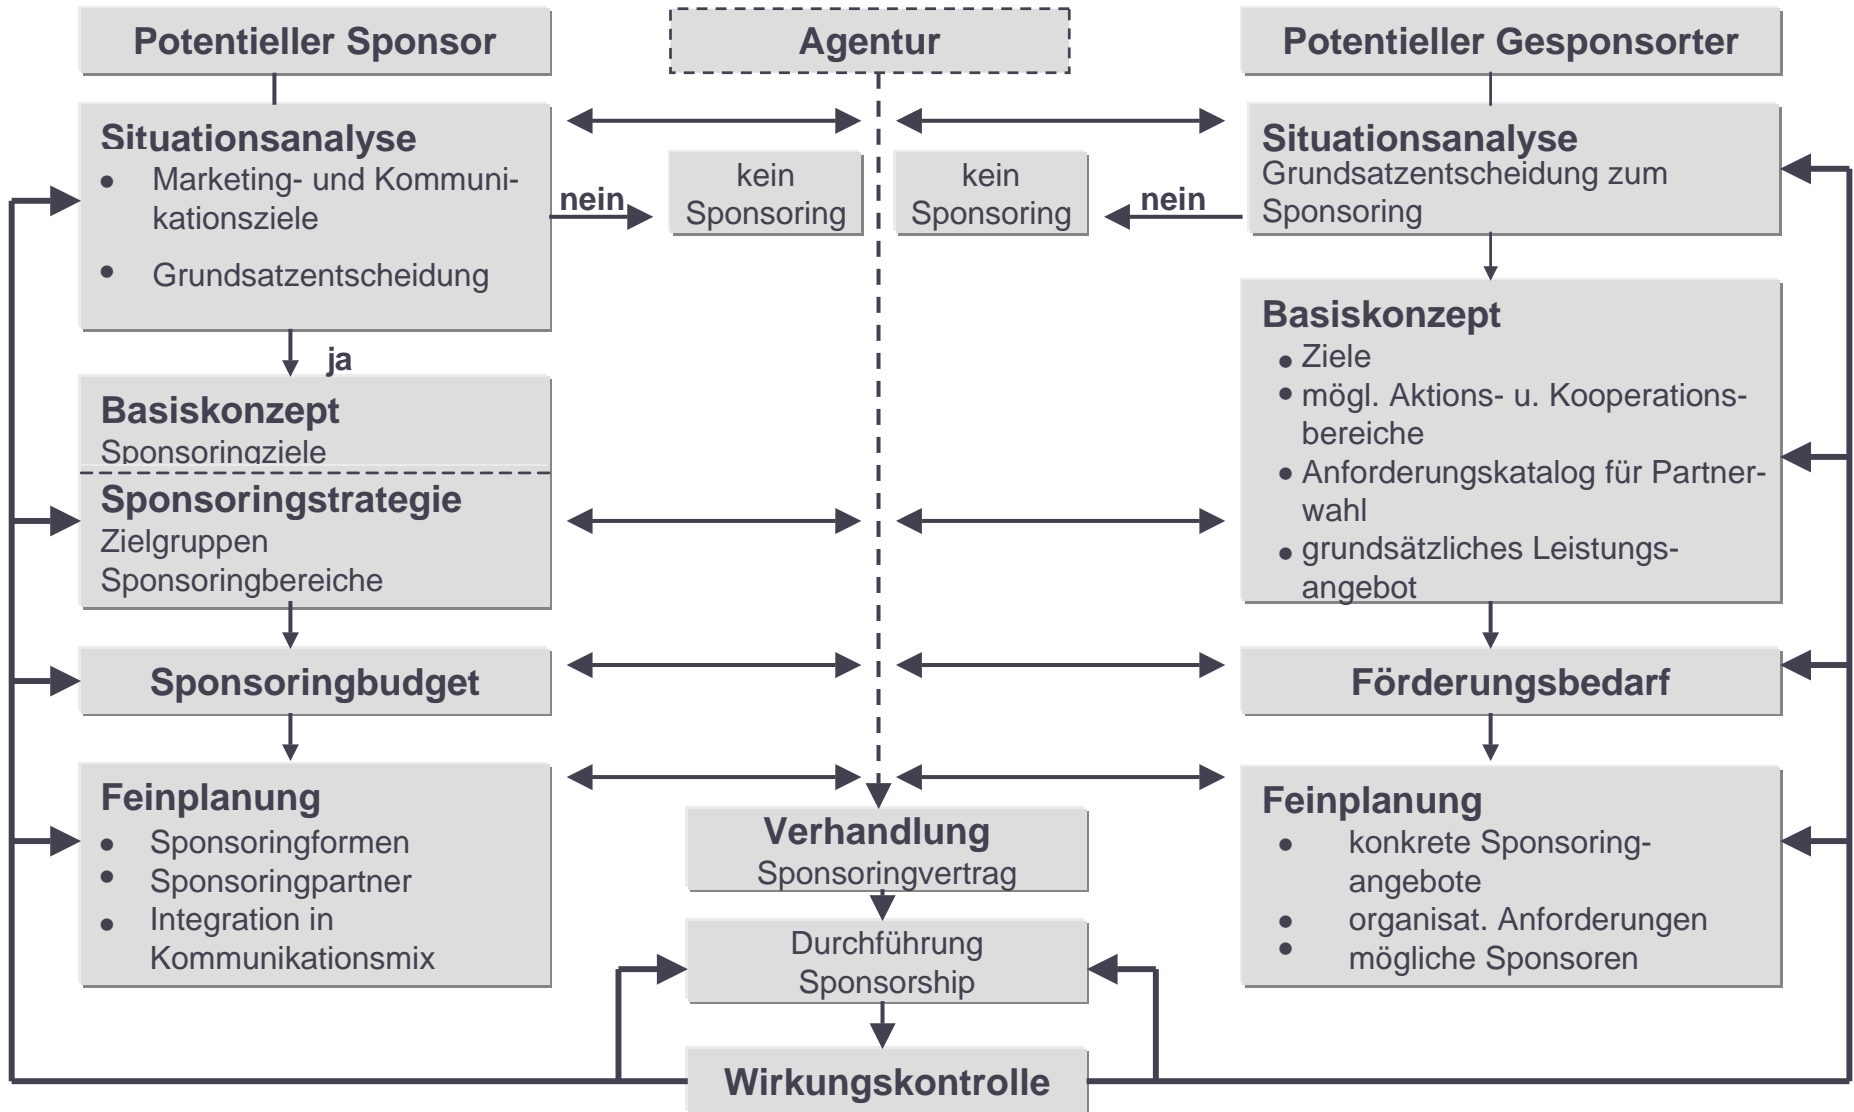 Potentieller Sponsor
Agentur
Potentieller Gesponsorter
Situationsanalyse
Marketing- und Kommuni-
kationsziele
Grundsatzentscheidung
nein
kein
Sponsoring
kein
Sponsoring
nein
Situationsanalyse
Grundsatzentscheidung zum
Sponsoring
ja
Basiskonzept
Sponsoringziele
Sponsoringstrategie
Zielgruppen
Sponsoringbereiche
Basiskonzept
Ziele
mögl. Aktions- u. Kooperations-
bereiche
Anforderungskatalog für Partner-
wahl
grundsätzliches Leistungs-
angebot
Sponsoringbudget
Förderungsbedarf
Feinplanung
Sponsoringformen
Sponsoringpartner
Integration in
Kommunikationsmix
Verhandlung
Sponsoringvertrag
Durchführung
Sponsorship
Wirkungskontrolle
Feinplanung
konkrete Sponsoring-
angebote
organisat. Anforderungen
mögliche Sponsoren